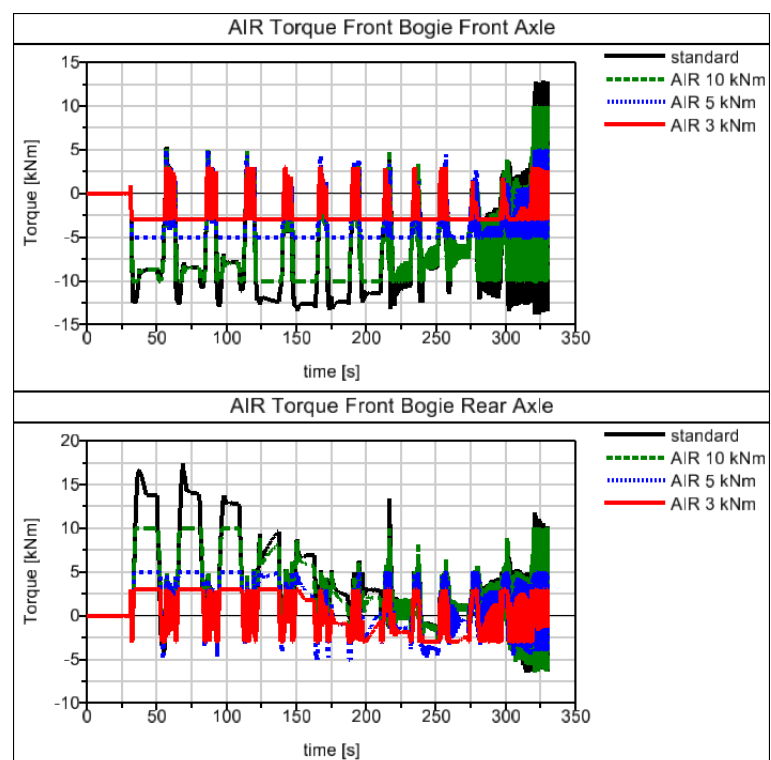 AIR Torque Front Bogie Front Axle
standard
AIR 10 kNm
AIR 5 kNm
AIR 3 kNm
Torque [kNm]
15
10
5
0
-5
-10
-15
0 50 100 150 200 250 300 350
time [s]
AIR Torque Front Bogie Rear Axle
standard
AIR 10 kNm
AIR 5 kNm
AIR 3 kNm
Torque [kNm]
20
15
10
5
0
-5
-10
0 50 100 150 200 250 300 350
time [s]